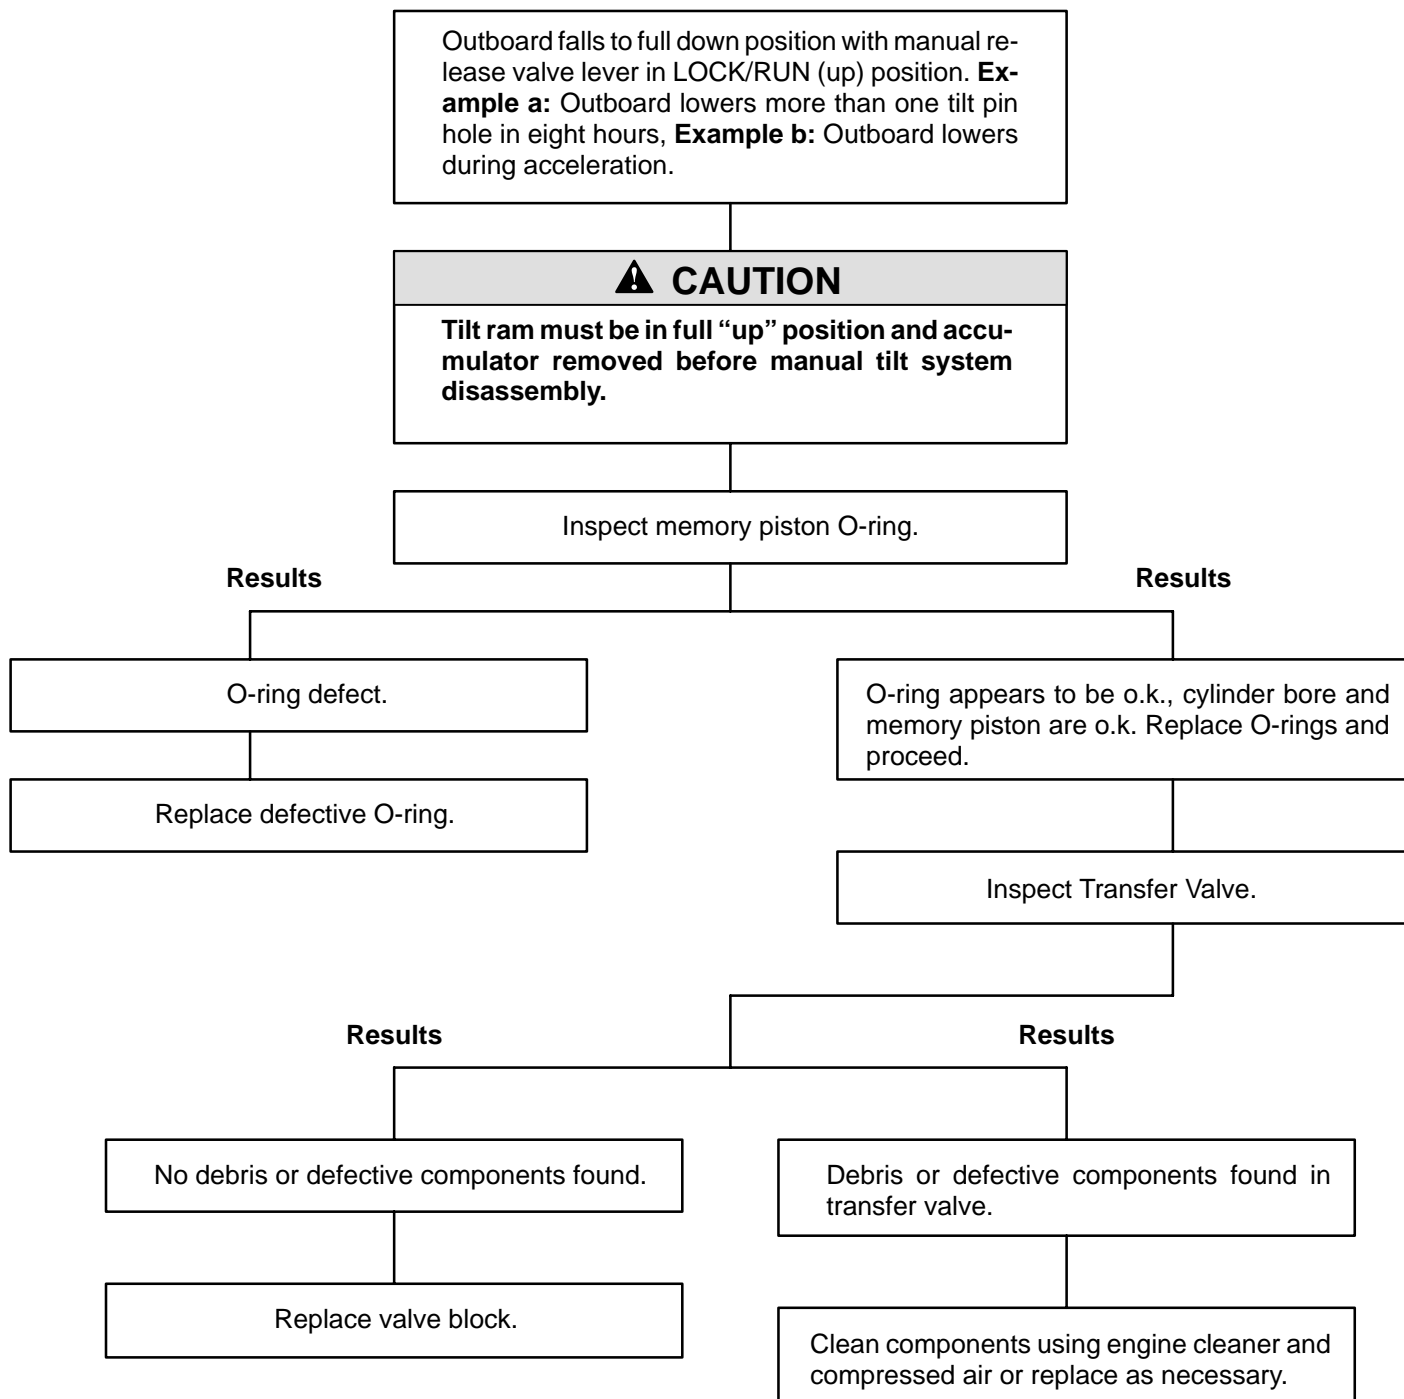 Outboard falls to full down position with manual re-
lease valve lever in LOCK/RUN (up) position. Ex-
ample a: Outboard lowers more than one tilt pin
hole in eight hours, Example b: Outboard lowers
during acceleration.
CAUTION
Tilt ram must be in full “up” position and accu-
mulator removed before manual tilt system
disassembly.
Inspect memory piston O-ring.
Results
Results
O-ring defect.
Replace defective O-ring.
O-ring appears to be o.k., cylinder bore and
memory piston are o.k. Replace O-rings and
proceed.
Inspect Transfer Valve.
Results
Results
No debris or defective components found.
Replace valve block.
Debris or defective components found in
transfer valve.
Clean components using engine cleaner and
compressed air or replace as necessary.